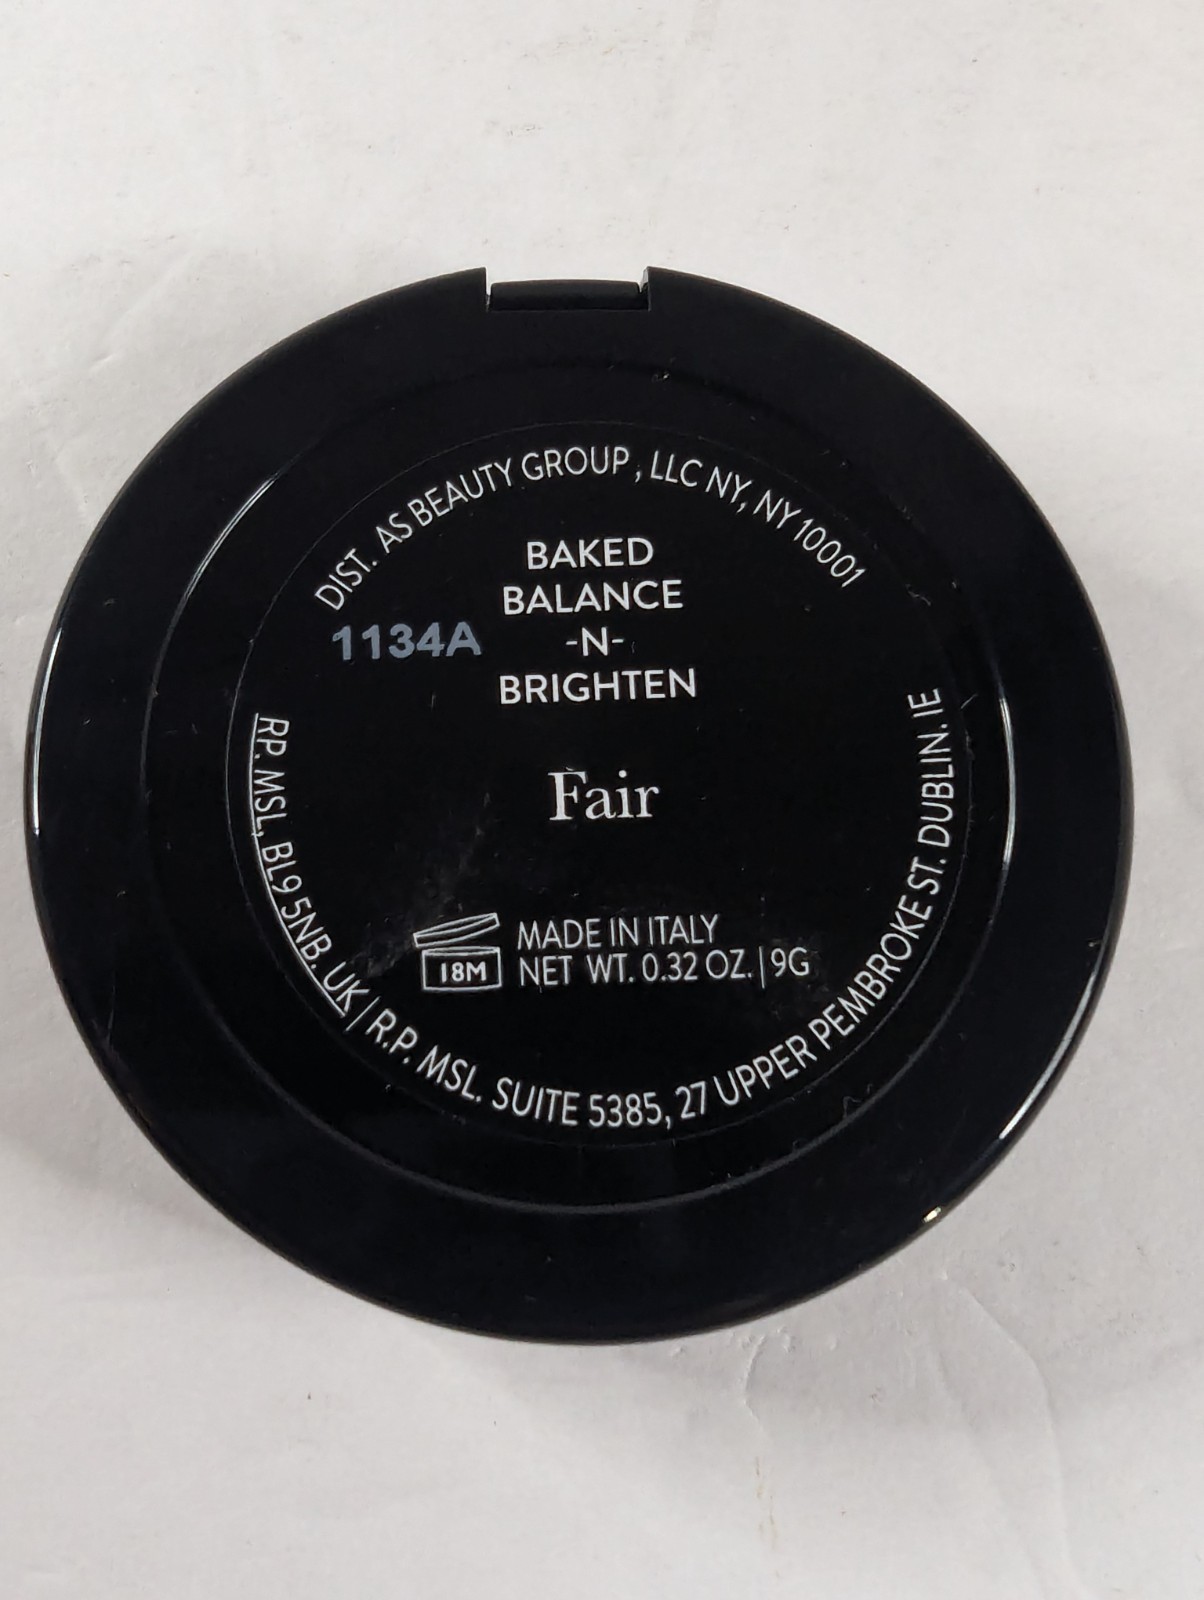 DIST. AS BEAUTY GROUP, LLC NY, NY 10001
BAKED
BALANCE
-N-
BRIGHTEN
1134A
Fair
18M
MADE IN ITALY
NET WT. 0.32 OZ. | 9G
RP. MSL, BL9 5NB. UK | R.P. MSL. SUITE 5385, 27 UPPER PEMBROKE ST. DUBLIN. IE